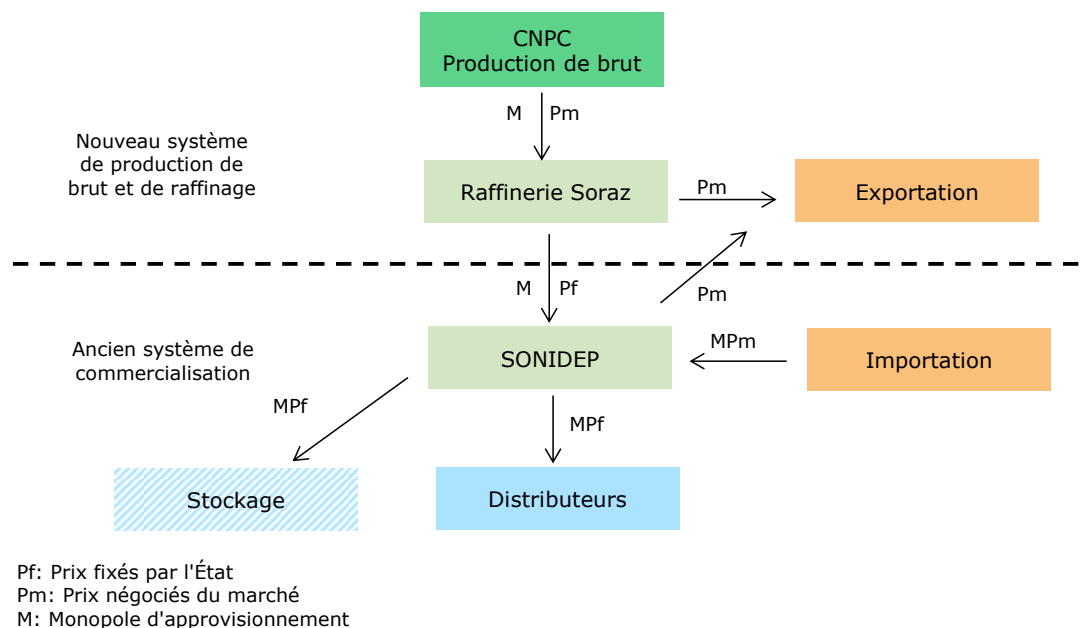 CNPC
Production de brut
M
Pm
Nouveau système
de production de
brut et de raffinage
Raffinerie Soraz
Pm
Exportation
M
Pf
Pm
Ancien système de
commercialisation
SONIDEP
MPm
Importation
MPf
MPf
Stockage
Distributeurs
Pf: Prix fixés par l'État
Pm: Prix négociés du marché
M: Monopole d'approvisionnement